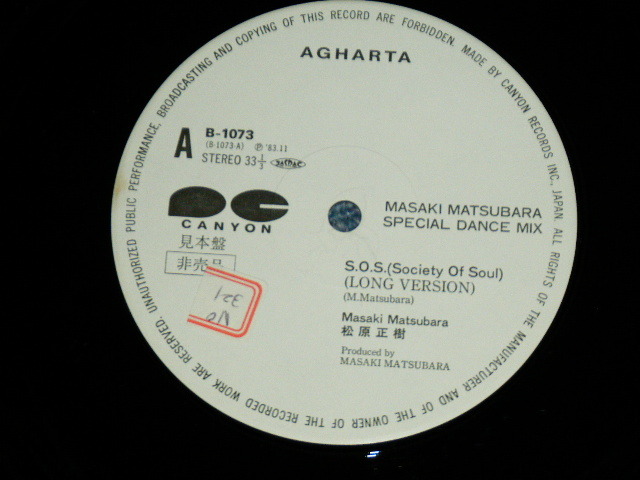 AGHARTA
A
B-1073
(B-1073-A) ℗ '83.11
STEREO 33 1/3
CANYON
見本盤
非売品
MASAKI MATSUBARA
SPECIAL DANCE MIX
S.O.S.(Society Of Soul)
(LONG VERSION)
(M.Matsubara)
Masaki Matsubara
松原正樹
Produced by
MASAKI MATSUBARA
UNAUTHORIZED PUBLIC PERFORMANCE, BROADCASTING AND COPYING OF THIS RECORD ARE FORBIDDEN. MADE BY CANYON RECORDS INC, JAPAN. ALL RIGHTS OF THE MANUFACTURER AND OF THE OWNER OF THE RECORDED WORK ARE RESERVED.